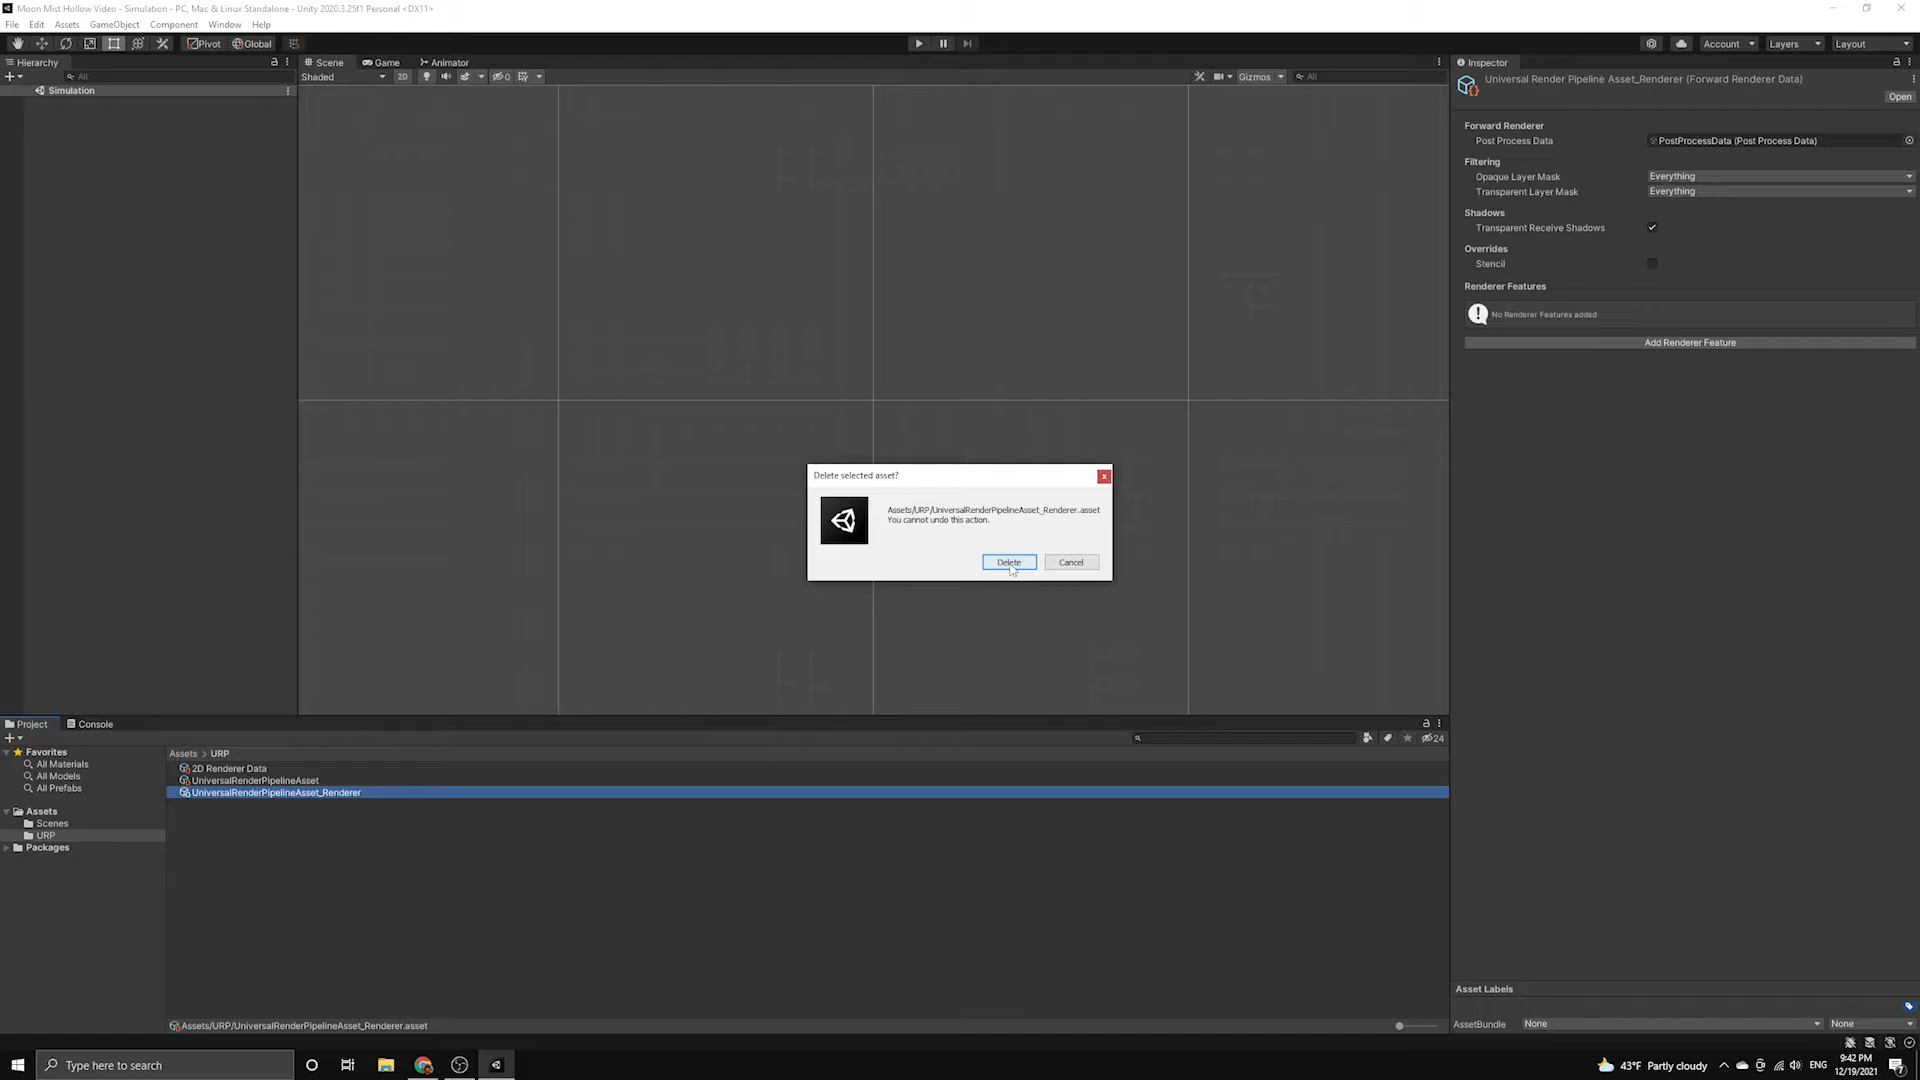 Moon Mist Hollow Video - Simulation - PC, Mac & Linux Standalone - Unity 2020.3.25f1 Personal <DX11>
File Edit Assets GameObject Component Window Help
Pivot Global Account Layers Layout
Hierarchy
All
Simulation
Scene Game Animator
Shaded 2D 0 Gizmos All
Inspector
Universal Render Pipeline Asset_Renderer (Forward Renderer Data)
Open
Forward Renderer
Post Process Data PostProcessData (Post Process Data)
Filtering
Opaque Layer Mask Everything
Transparent Layer Mask Everything
Shadows
Transparent Receive Shadows
Overrides
Stencil
Renderer Features
No Renderer Features added
Add Renderer Feature
Delete selected asset?
Assets/URP/UniversalRenderPipelineAsset_Renderer.asset
You cannot undo this action.
Delete Cancel
Project Console
24
Favorites
All Materials
All Models
All Prefabs
Assets
Scenes
URP
Packages
Assets > URP
2D Renderer Data
UniversalRenderPipelineAsset
UniversalRenderPipelineAsset_Renderer
Assets/URP/UniversalRenderPipelineAsset_Renderer.asset
Asset Labels
AssetBundle None None
Type here to search
43°F Partly cloudy ENG
9:42 PM
12/19/2021
7